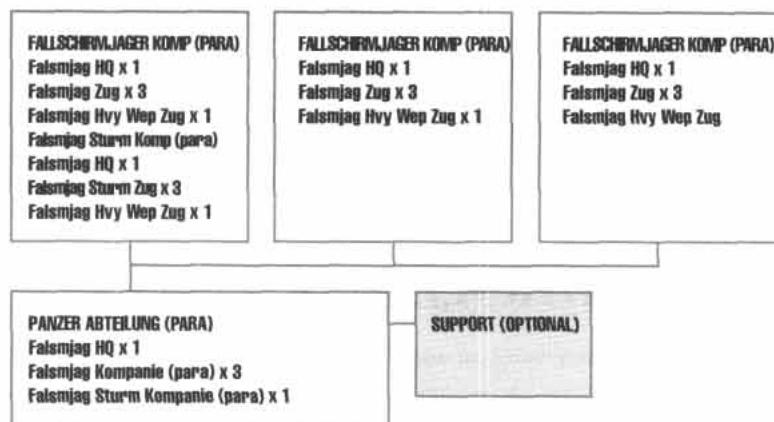 FALLSCHIRMJAGER KOMP (PARA)
Falsmjag HQ x 1
Falsmjag Zug x 3
Falsmjag Hvy Wep Zug x 1
Falsmjag Sturm Komp (para)
Falsmjag HQ x 1
Falsmjag Sturm Zug x 3
Falsmjag Hvy Wep Zug x 1
FALLSCHIRMJAGER KOMP (PARA)
Falsmjag HQ x 1
Falsmjag Zug x 3
Falsmjag Hvy Wep Zug x 1
FALLSCHIRMJAGER KOMP (PARA)
Falsmjag HQ x 1
Falsmjag Zug x 3
Falsmjag Hvy Wep Zug
PANZER ABTEILUNG (PARA)
Falsmjag HQ x 1
Falsmjag Kompanie (para) x 3
Falsmjag Sturm Kompanie (para) x 1
SUPPORT (OPTIONAL)